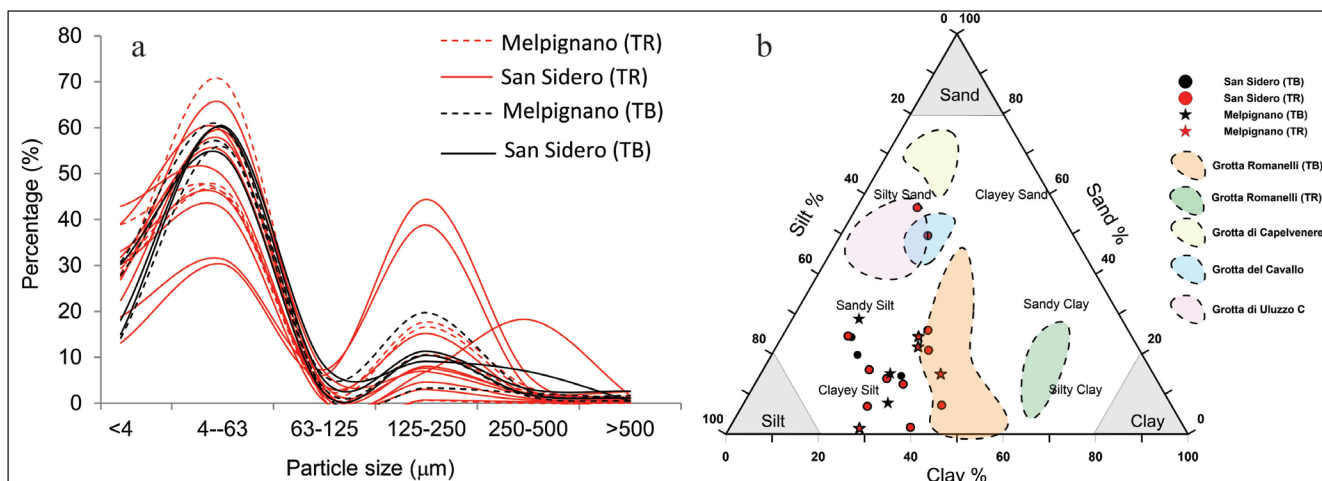 a
80
70
60
50
40
30
20
10
0
Percentage (%)
<4
4--63
63-125
125-250
250-500
>500
Particle size (μm)
Melpignano (TR)
San Sidero (TR)
Melpignano (TB)
San Sidero (TB)
b
0 100
Sand
20
80
40
60
Silty Sand
Clayey Sand
Silt %
Sand %
60
40
Sandy Silt
Sandy Clay
80
20
Clayey Silt
Silty Clay
100
Silt
Clay
0
0
20
40
60
80
100
Clay %
San Sidero (TB)
San Sidero (TR)
Melpignano (TB)
Melpignano (TR)
Grotta Romanelli (TB)
Grotta Romanelli (TR)
Grotta di Capelvenere
Grotta del Cavallo
Grotta di Uluzzo C